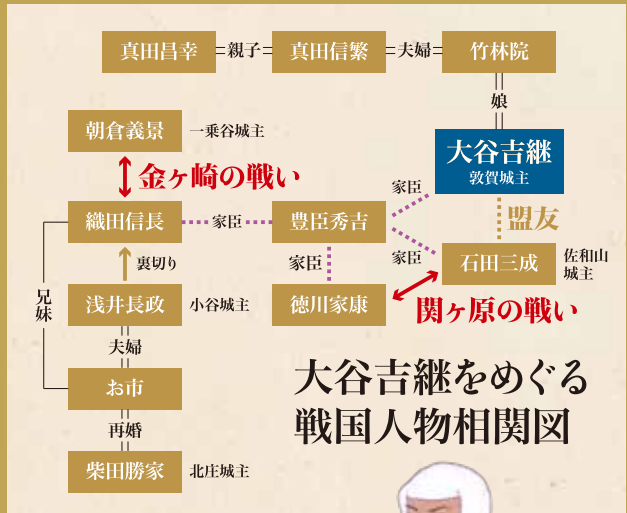 真田昌幸
親子
真田信繁
夫婦
竹林院
娘
大谷吉継
敦賀城主
朝倉義景
一乗谷城主
金ヶ崎の戦い
織田信長
家臣
豊臣秀吉
家臣
家臣
家臣
盟友
石田三成
佐和山
城主
裏切り
兄妹
浅井長政
小谷城主
徳川家康
関ヶ原の戦い
夫婦
お市
再婚
柴田勝家
北庄城主
大谷吉継をめぐる
戦国人物相関図